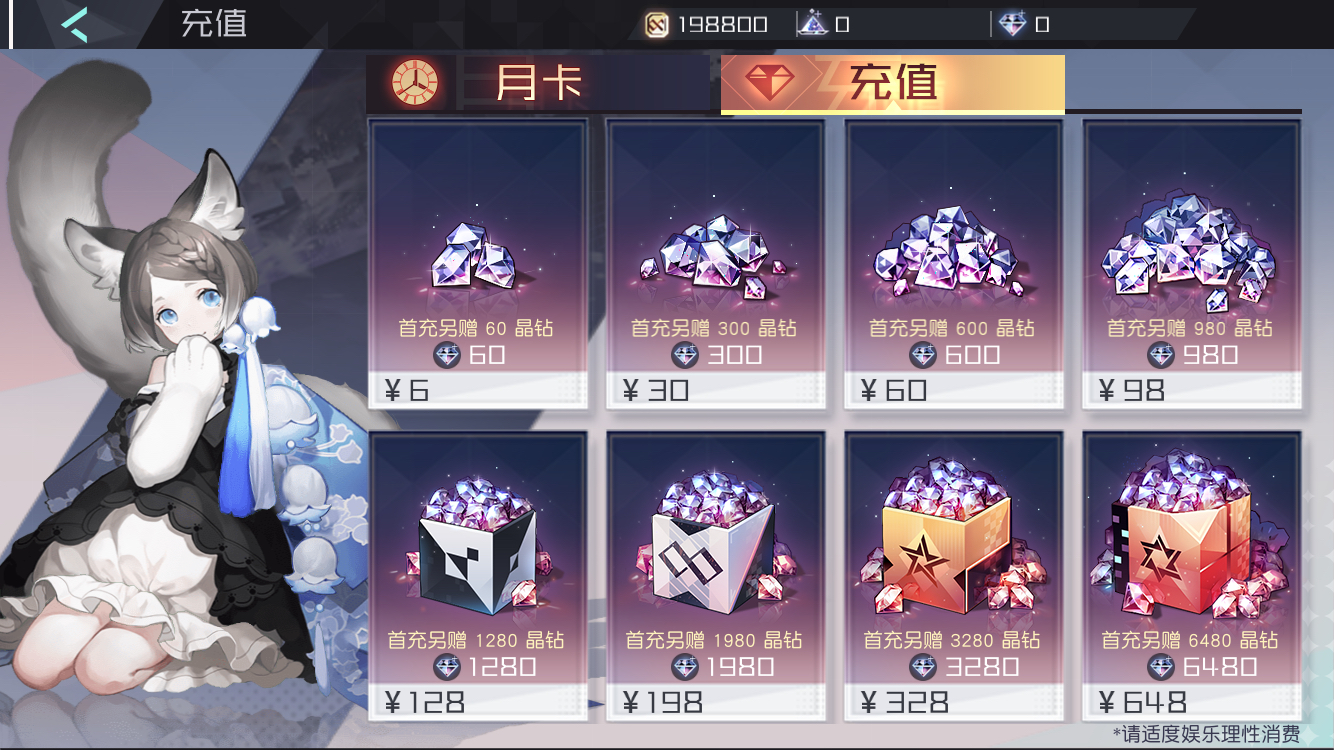 充值
198800
0
0
月卡
充值
首充另赠 60 晶钻
60
¥6
首充另赠 300 晶钻
300
¥30
首充另赠 600 晶钻
600
¥60
首充另赠 980 晶钻
980
¥98
首充另赠 1280 晶钻
1280
¥128
首充另赠 1980 晶钻
1980
¥198
首充另赠 3280 晶钻
3280
¥328
首充另赠 6480 晶钻
6480
¥648
*请适度娱乐理性消费